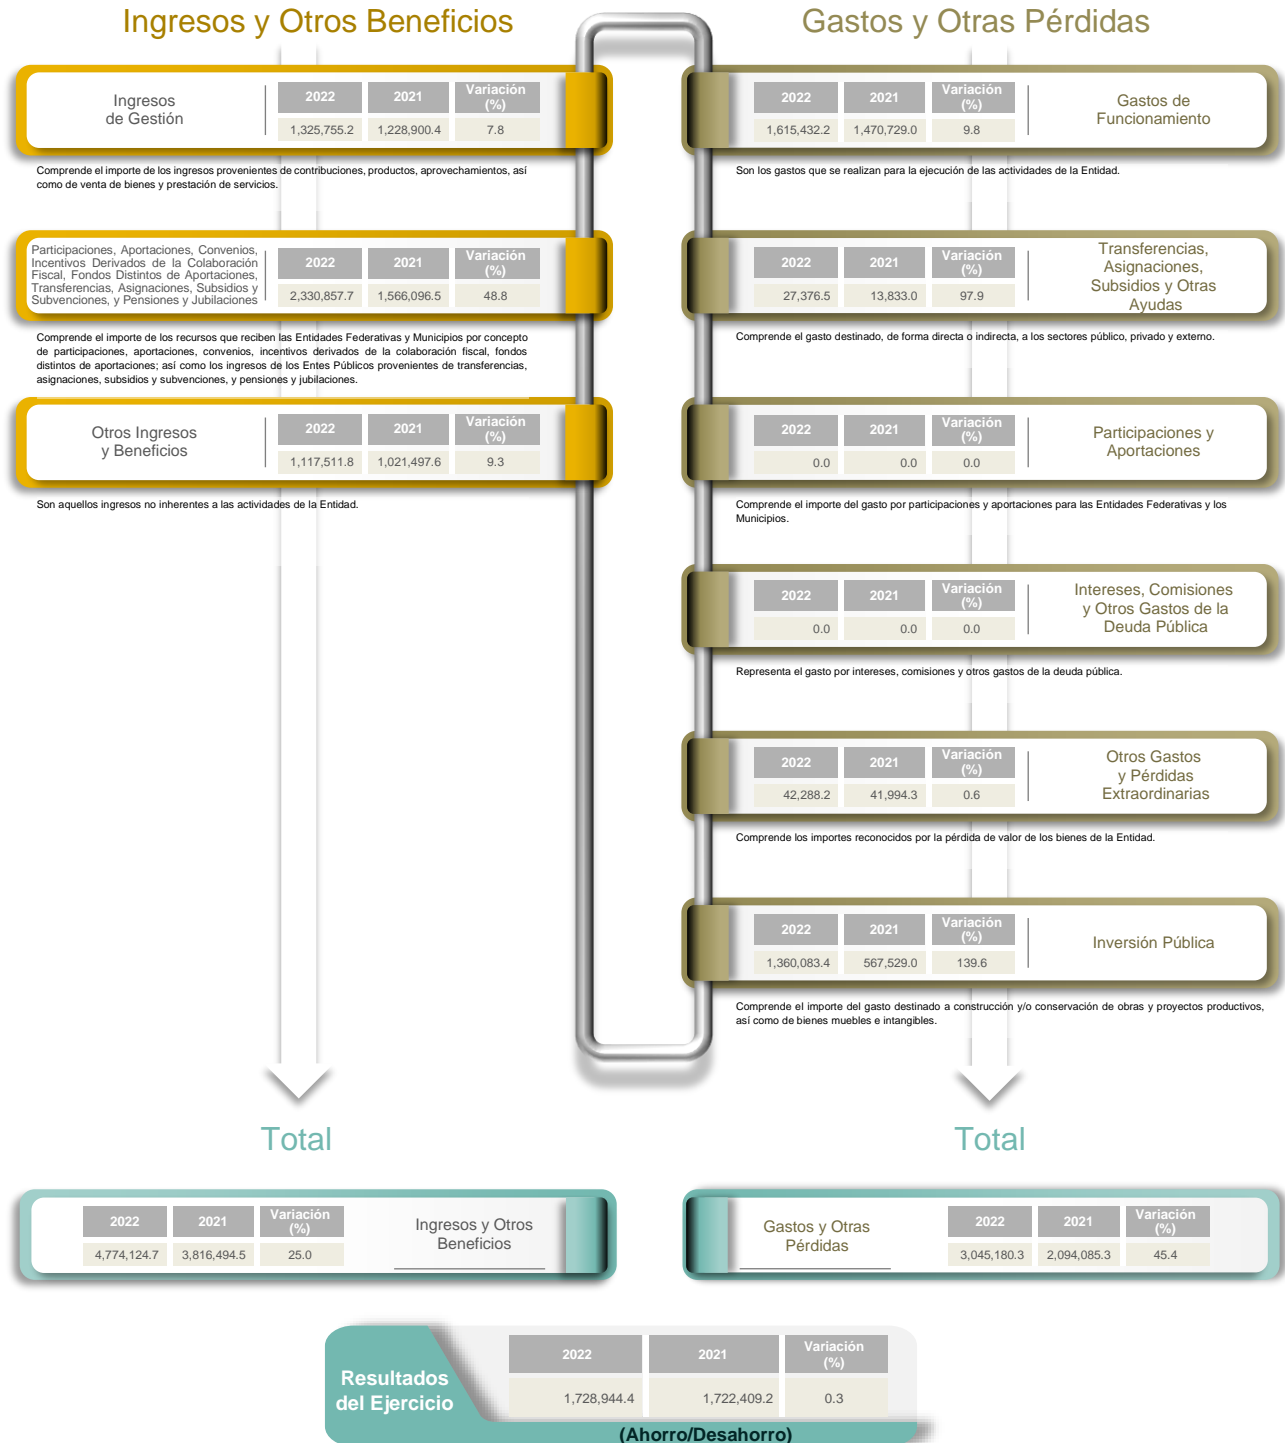 Ingresos y Otros Beneficios
Ingresos
de Gestión
2022 2021 Variación (%)
1,325,755.2 1,228,900.4 7.8
Comprende el importe de los ingresos provenientes de contribuciones, productos, aprovechamientos, así
como de venta de bienes y prestación de servicios.
Participaciones, Aportaciones, Convenios,
Incentivos Derivados de la Colaboración
Fiscal, Fondos Distintos de Aportaciones,
Transferencias, Asignaciones, Subsidios y
Subvenciones, y Pensiones y Jubilaciones
2022 2021 Variación (%)
2,330,857.7 1,566,096.5 48.8
Comprende el importe de los recursos que reciben las Entidades Federativas y Municipios por concepto
de participaciones, aportaciones, convenios, incentivos derivados de la colaboración fiscal, fondos
distintos de aportaciones; así como los ingresos de los Entes Públicos provenientes de transferencias,
asignaciones, subsidios y subvenciones, y pensiones y jubilaciones.
Otros Ingresos
y Beneficios
2022 2021 Variación (%)
1,117,511.8 1,021,497.6 9.3
Son aquellos ingresos no inherentes a las actividades de la Entidad.
Gastos y Otras Pérdidas
2022 2021 Variación (%)
1,615,432.2 1,470,729.0 9.8
Gastos de
Funcionamiento
Son los gastos que se realizan para la ejecución de las actividades de la Entidad.
2022 2021 Variación (%)
27,376.5 13,833.0 97.9
Transferencias,
Asignaciones,
Subsidios y Otras
Ayudas
Comprende el gasto destinado, de forma directa o indirecta, a los sectores público, privado y externo.
2022 2021 Variación (%)
0.0 0.0 0.0
Participaciones y
Aportaciones
Comprende el importe del gasto por participaciones y aportaciones para las Entidades Federativas y los
Municipios.
2022 2021 Variación (%)
0.0 0.0 0.0
Intereses, Comisiones
y Otros Gastos de la
Deuda Pública
Representa el gasto por intereses, comisiones y otros gastos de la deuda pública.
2022 2021 Variación (%)
42,288.2 41,994.3 0.6
Otros Gastos
y Pérdidas
Extraordinarias
Comprende los importes reconocidos por la pérdida de valor de los bienes de la Entidad.
2022 2021 Variación (%)
1,360,083.4 567,529.0 139.6
Inversión Pública
Comprende el importe del gasto destinado a construcción y/o conservación de obras y proyectos productivos,
así como de bienes muebles e intangibles.
Total
2022 2021 Variación (%)
4,774,124.7 3,816,494.5 25.0
Ingresos y Otros
Beneficios
Total
Gastos y Otras
Pérdidas
2022 2021 Variación (%)
3,045,180.3 2,094,085.3 45.4
Resultados
del Ejercicio
2022 2021 Variación (%)
1,728,944.4 1,722,409.2 0.3
(Ahorro/Desahorro)